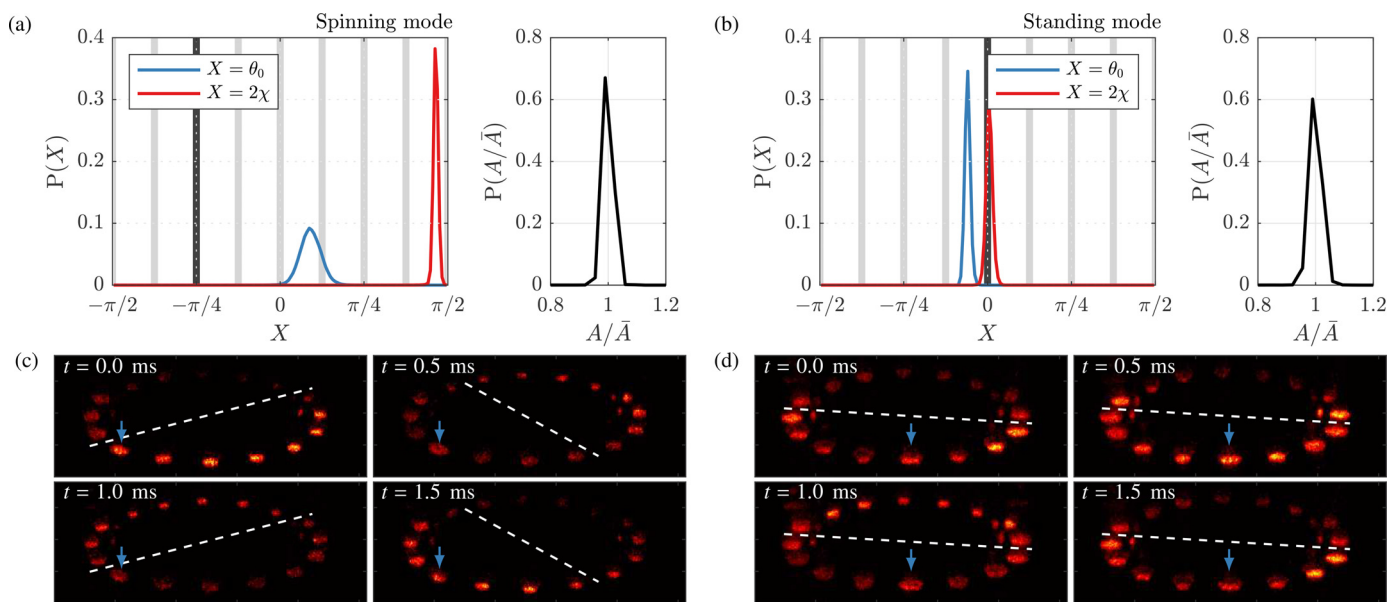 (a)
Spinning mode
P(X)
0.4
0.3
0.2
0.1
0
X = θ₀
X = 2χ
−π/2
−π/4
0
π/4
π/2
X
P(A/Ā)
0.8
0.6
0.4
0.2
0
0.8
1
1.2
A/Ā
(b)
Standing mode
P(X)
0.4
0.3
0.2
0.1
0
X = θ₀
X = 2χ
−π/2
−π/4
0
π/4
π/2
X
P(A/Ā)
0.8
0.6
0.4
0.2
0
0.8
1
1.2
A/Ā
(c)
t = 0.0 ms
t = 0.5 ms
t = 1.0 ms
t = 1.5 ms
(d)
t = 0.0 ms
t = 0.5 ms
t = 1.0 ms
t = 1.5 ms